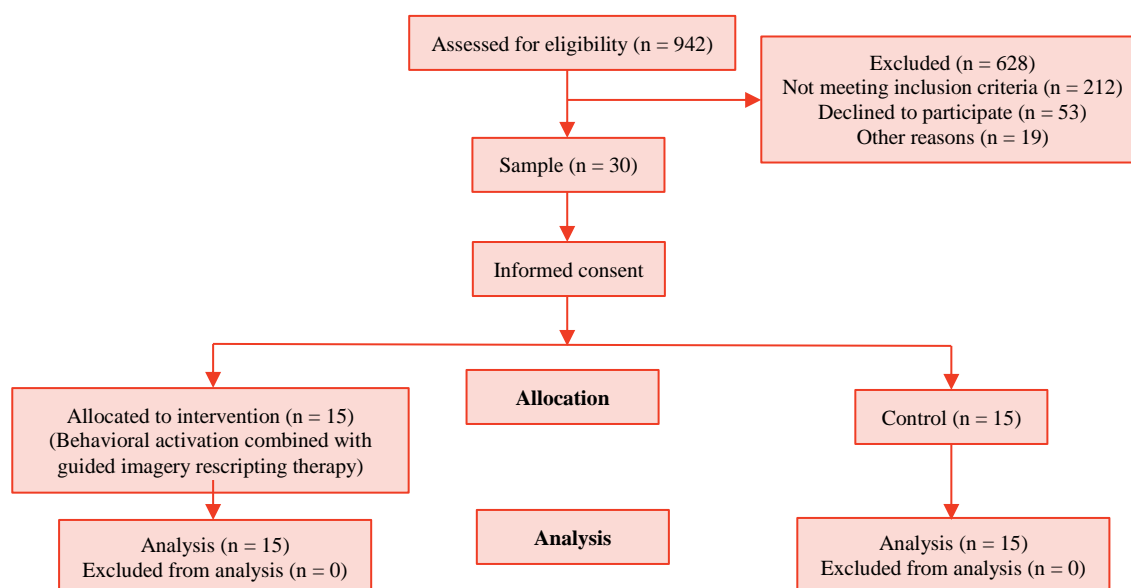 Assessed for eligibility (n = 942)
Excluded (n = 628)
Not meeting inclusion criteria (n = 212)
Declined to participate (n = 53)
Other reasons (n = 19)
Sample (n = 30)
Informed consent
Allocation
Allocated to intervention (n = 15)
(Behavioral activation combined with
guided imagery rescripting therapy)
Control (n = 15)
Analysis
Analysis (n = 15)
Excluded from analysis (n = 0)
Analysis (n = 15)
Excluded from analysis (n = 0)